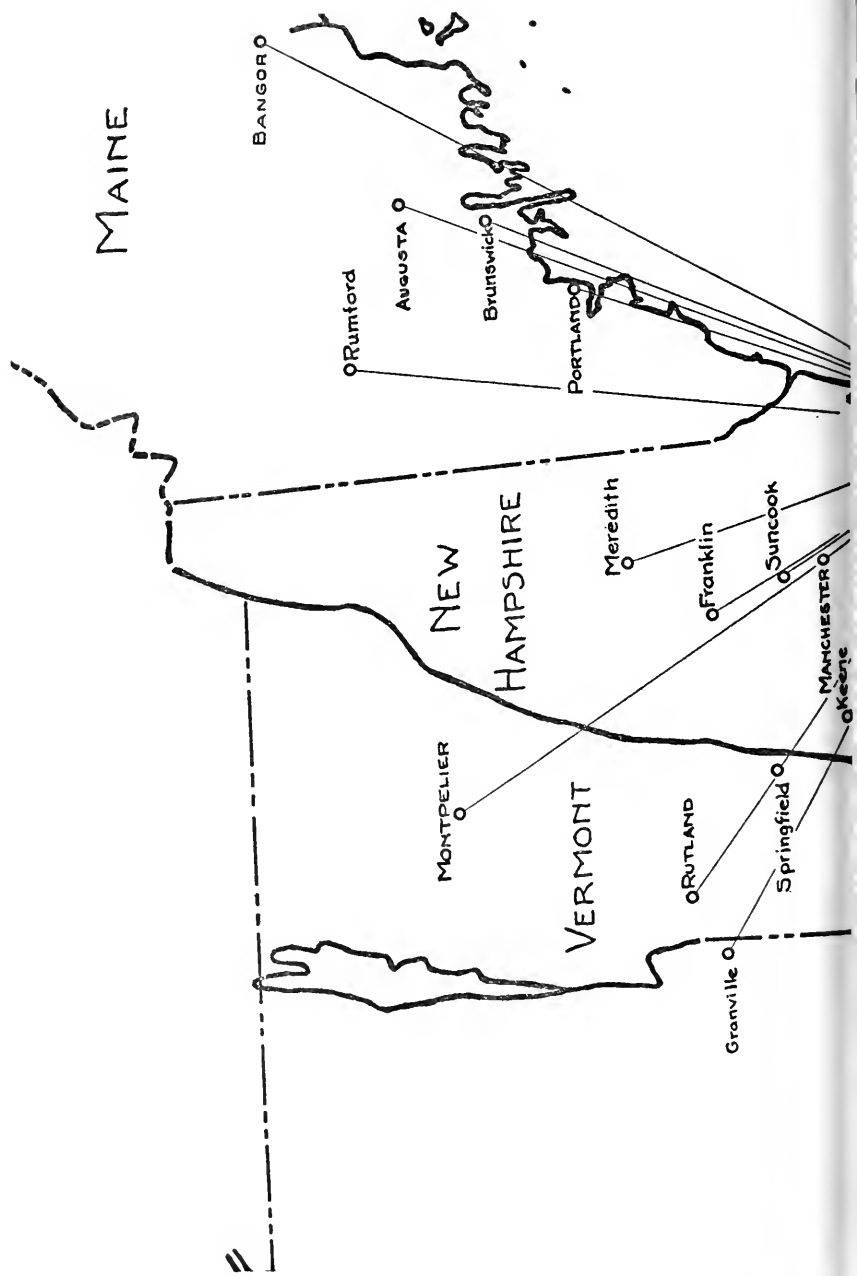 MAINE
BANGOR
AUGUSTA
Rumford
Brunswick
PORTLAND
NEW
HAMPSHIRE
Meredith
Franklin
Suncook
MANCHESTER
Keene
MONTPELIER
VERMONT
RUTLAND
Springfield
Granville